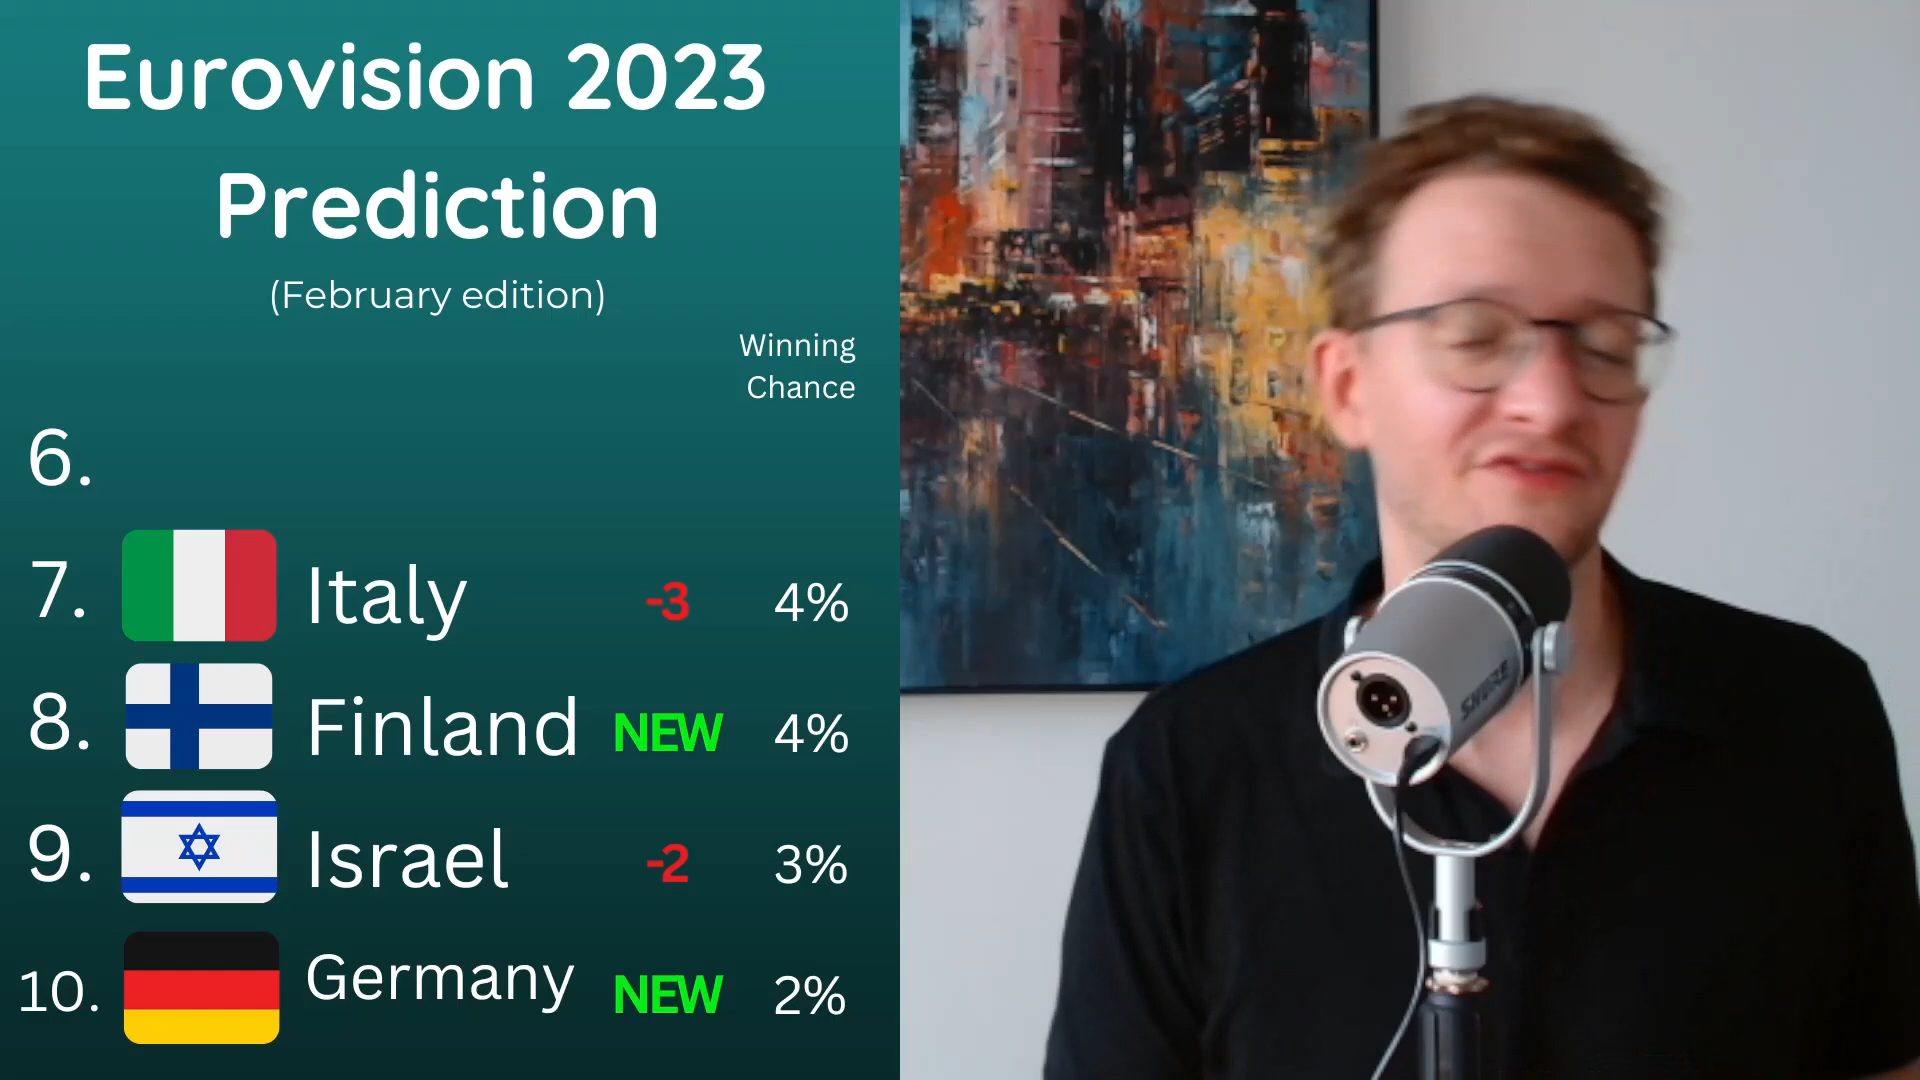 Eurovision 2023
Prediction
(February edition)
Winning
Chance
6.
7. Italy -3 4%
8. Finland NEW 4%
9. Israel -2 3%
10. Germany NEW 2%
SHURE